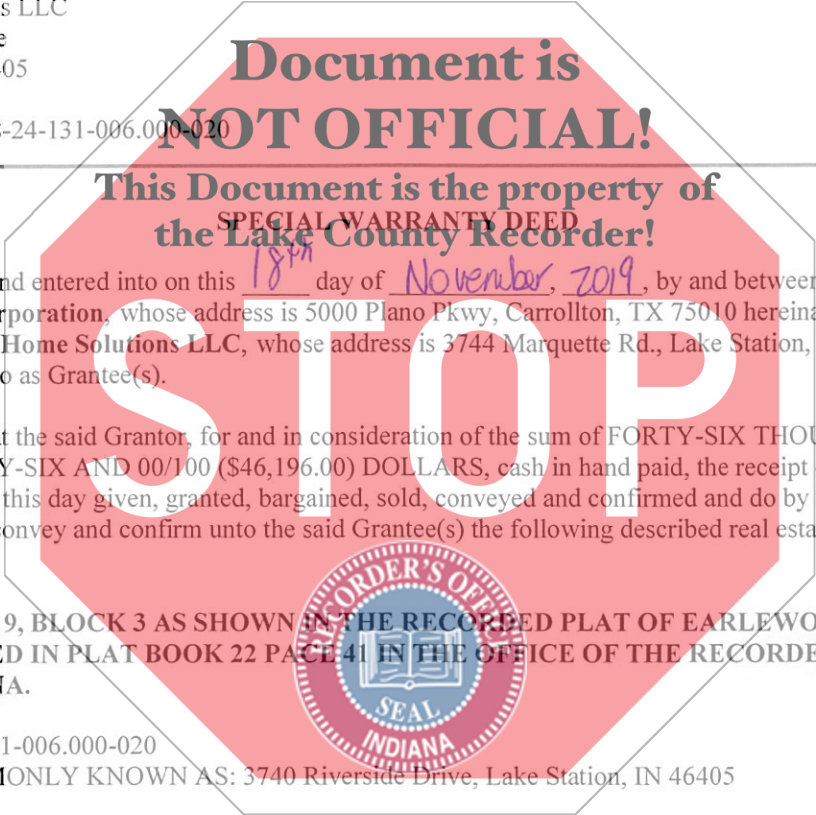 s LLC
e
05
Document is
-24-131-006.000-020
NOT OFFICIAL!
This Document is the property of
SPECIAL WARRANTY DEED
the Lake County Recorder!
nd entered into on this 18th day of November, 2019, by and between
rporation, whose address is 5000 Plano Pkwy, Carrollton, TX 75010 hereina
Home Solutions LLC, whose address is 3744 Marquette Rd., Lake Station,
o as Grantee(s).
STOP
t the said Grantor, for and in consideration of the sum of FORTY-SIX THOU
Y-SIX AND 00/100 ($46,196.00) DOLLARS, cash in hand paid, the receipt
this day given, granted, bargained, sold, conveyed and confirmed and do by
onvey and confirm unto the said Grantee(s) the following described real esta
9, BLOCK 3 AS SHOWN IN THE RECORDED PLAT OF EARLEWO
D IN PLAT BOOK 22 PAGE 41 IN THE OFFICE OF THE RECORDE
NA.
RECORDER'S OFFICE
SEAL
INDIANA
1-006.000-020
MONLY KNOWN AS: 3740 Riverside Drive, Lake Station, IN 46405